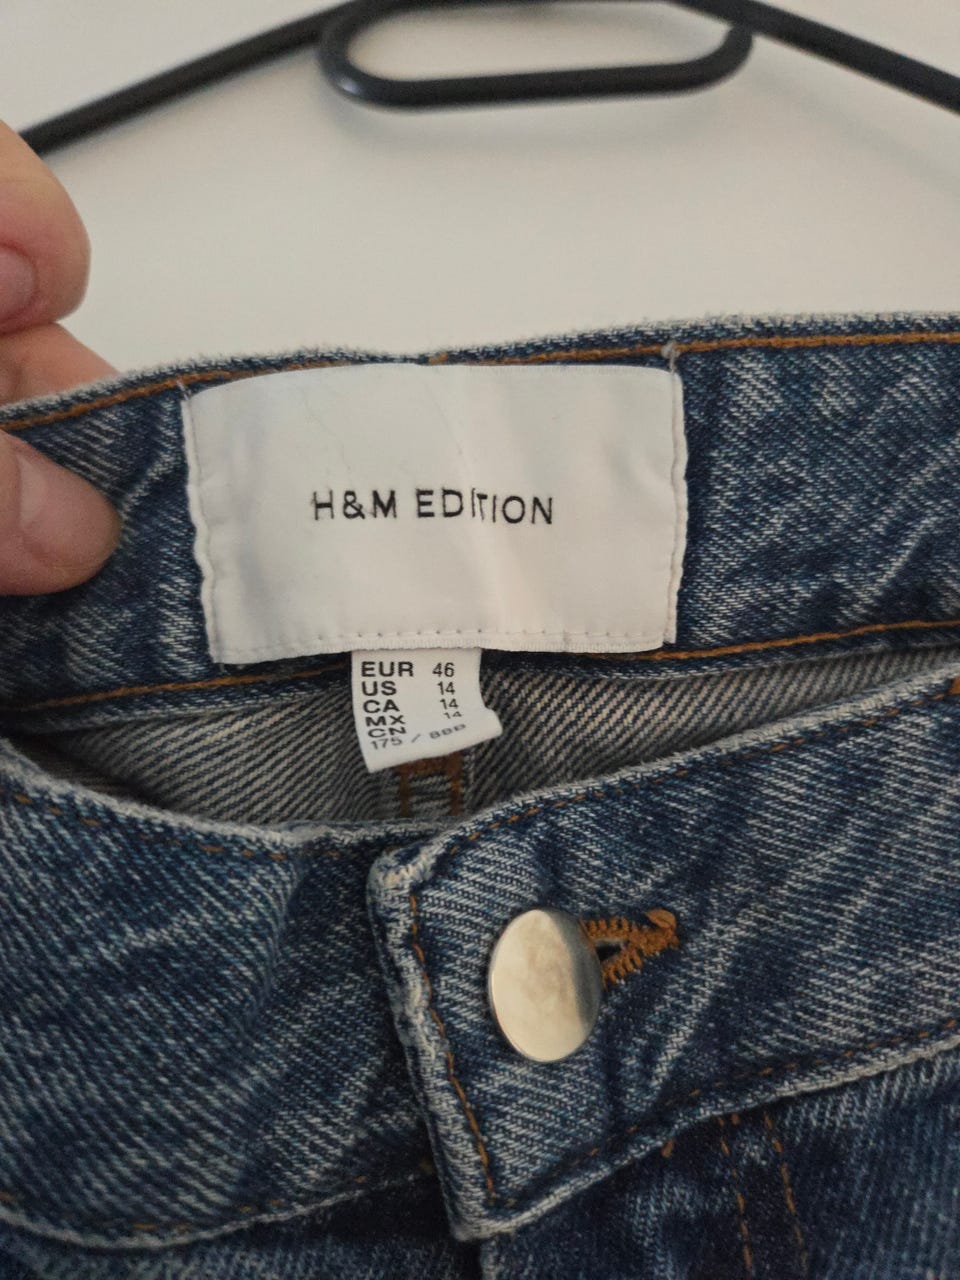 H&M EDITION
EUR 46
US 14
CA 14
MX 14
CN
175 / 88B